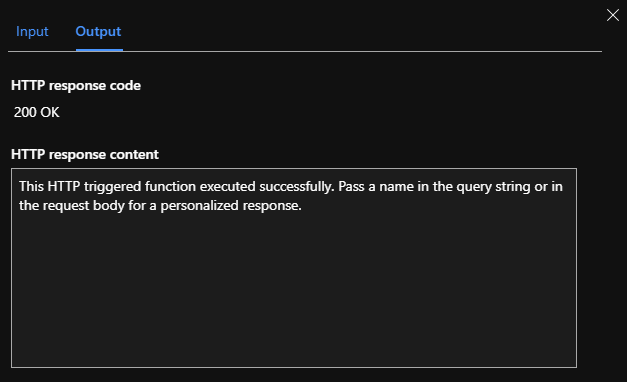 Input Output
HTTP response code
200 OK
HTTP response content
This HTTP triggered function executed successfully. Pass a name in the query string or in
the request body for a personalized response.